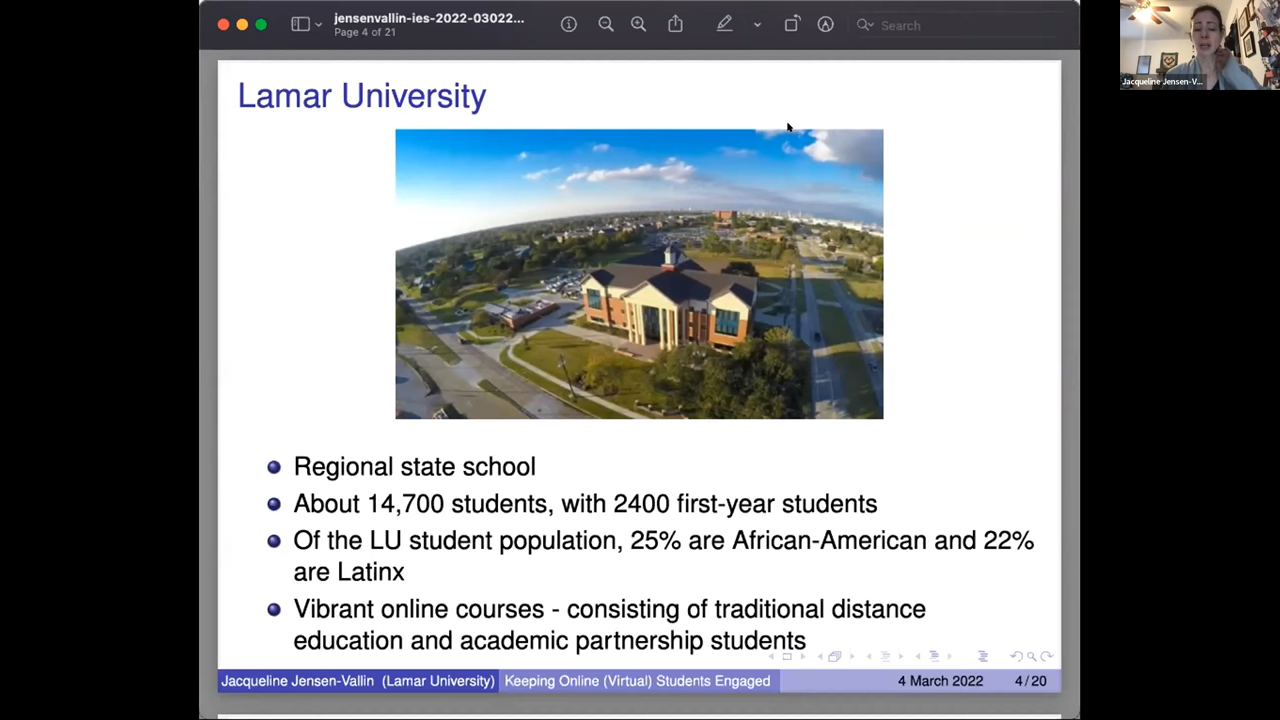 jensenvallin-ies-2022-03022...
Page 4 of 21
Search
Jacqueline Jensen-V...
Lamar University
Regional state school
About 14,700 students, with 2400 first-year students
Of the LU student population, 25% are African-American and 22%
are Latinx
Vibrant online courses - consisting of traditional distance
education and academic partnership students
Jacqueline Jensen-Vallin (Lamar University)
Keeping Online (Virtual) Students Engaged
4 March 2022
4/20